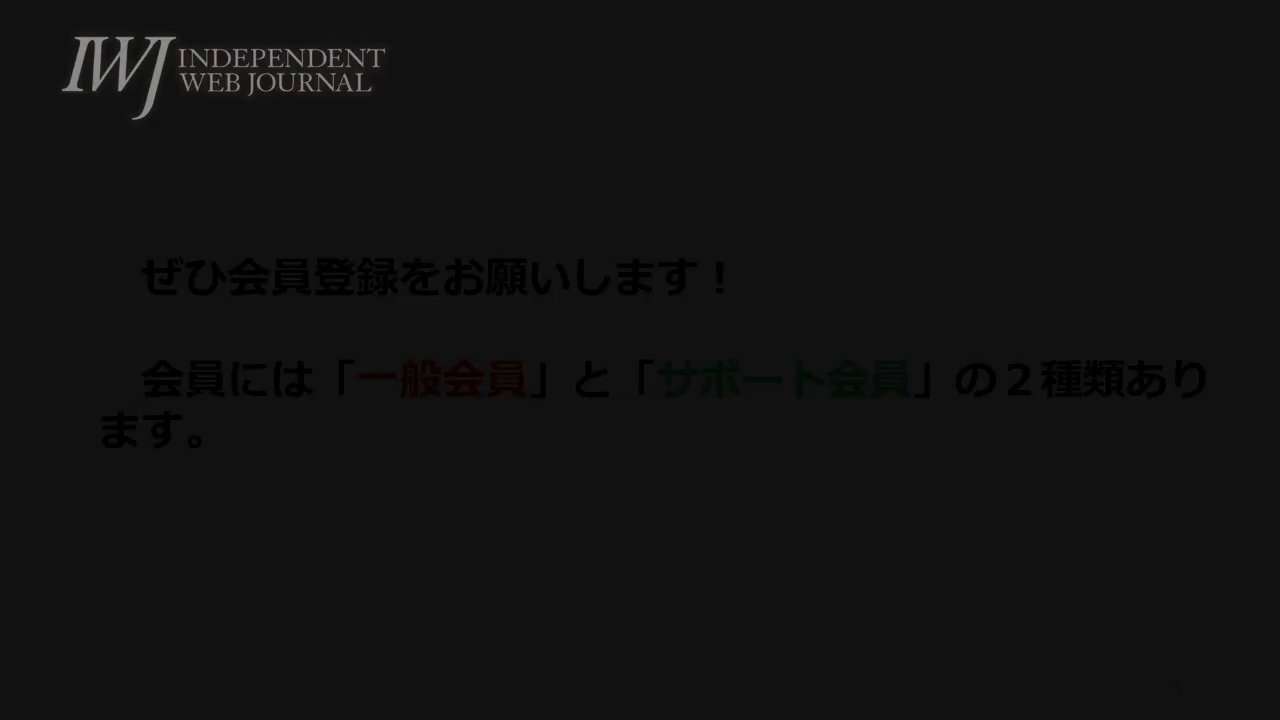 IWJ INDEPENDENT
WEB JOURNAL
ぜひ会員登録をお願いします！
会員には「一般会員」と「サポート会員」の２種類あり
ます。